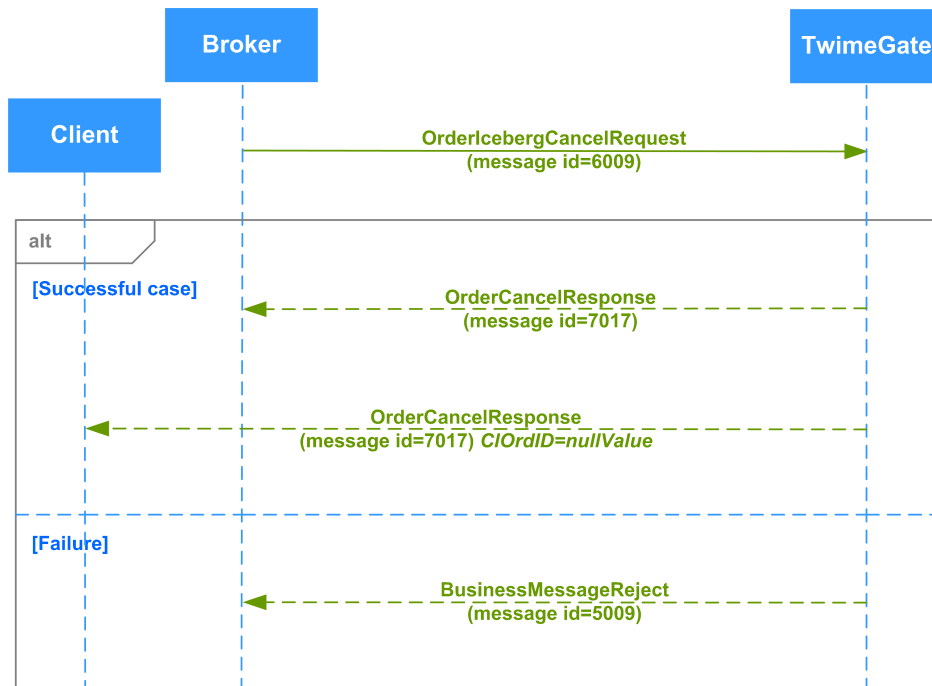 Broker
TwimeGate
Client
OrderIcebergCancelRequest
(message id=6009)
alt
[Successful case]
OrderCancelResponse
(message id=7017)
OrderCancelResponse
(message id=7017) ClOrdID=nullValue
[Failure]
BusinessMessageReject
(message id=5009)